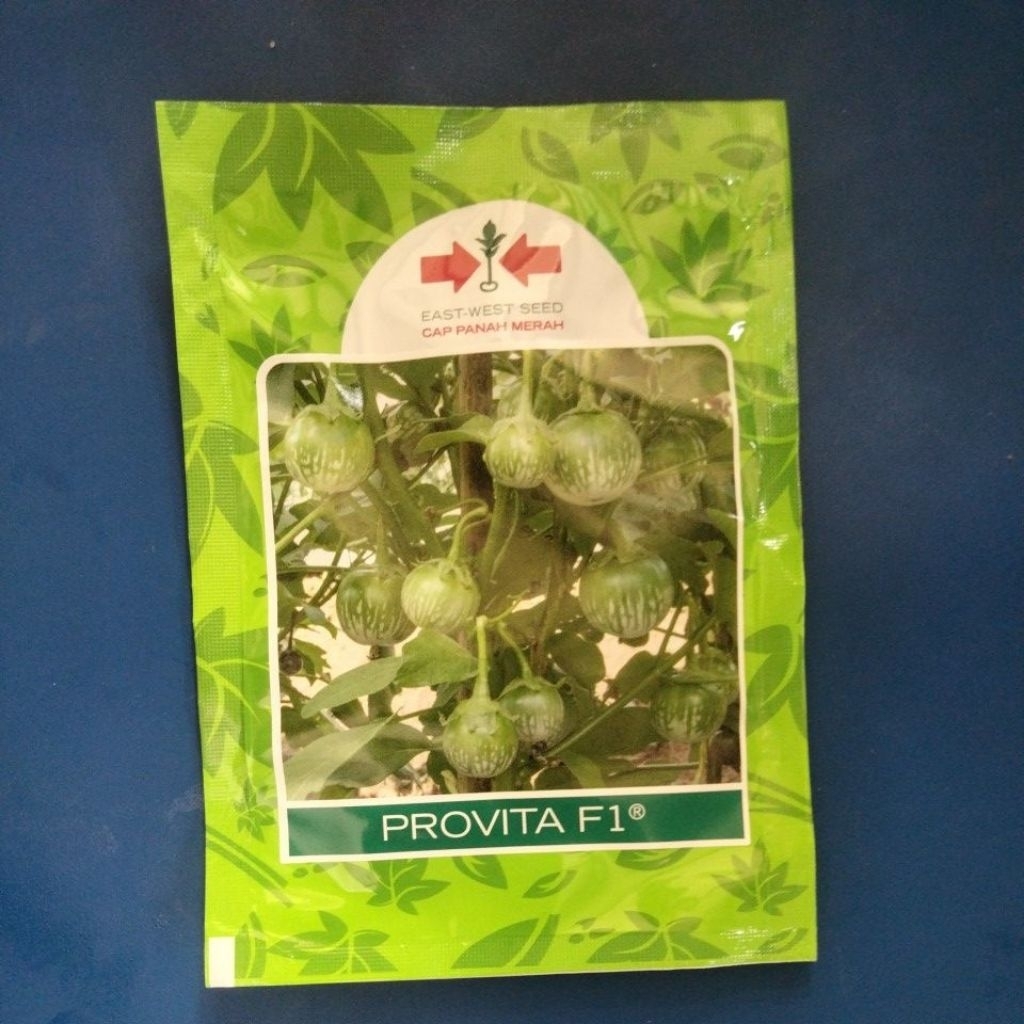 EAST-WEST SEED
CAP PANAH MERAH
PROVITA F1®